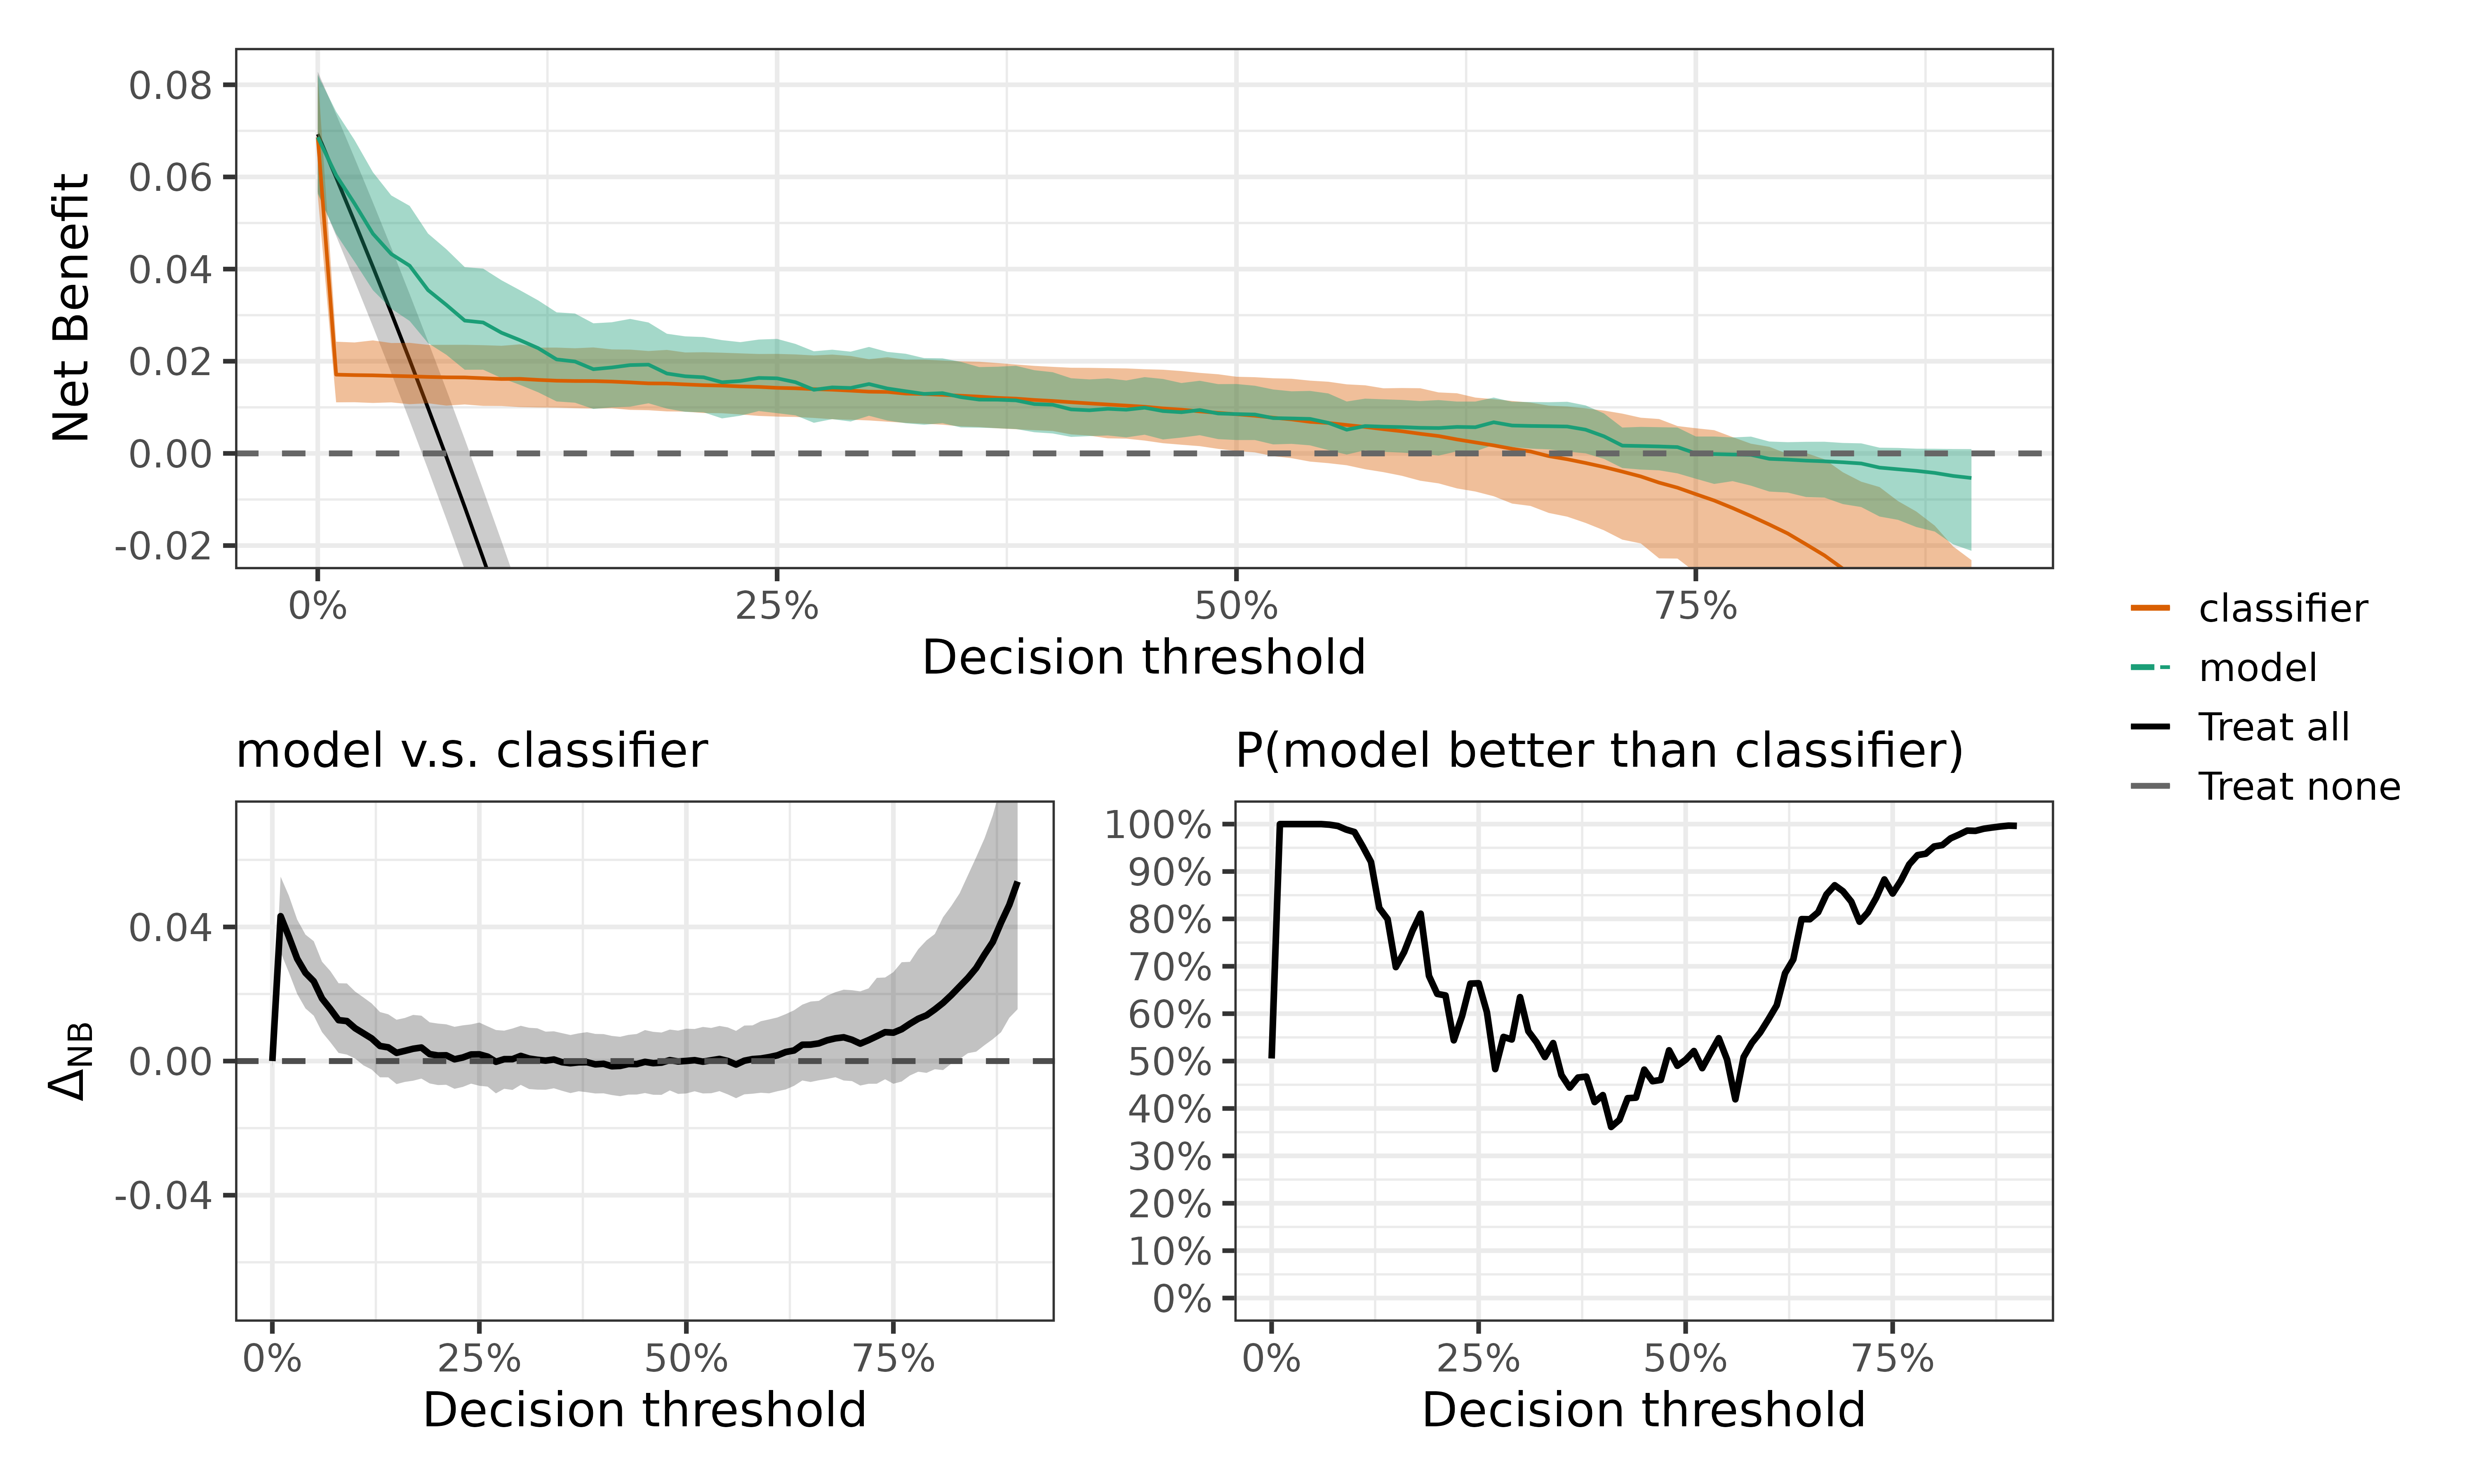 Net Benefit
0.08
0.06
0.04
0.02
0.00
-0.02
0%
25%
50%
75%
Decision threshold
classifier
model
Treat all
Treat none
model v.s. classifier
ΔNB
0.04
0.00
-0.04
0%
25%
50%
75%
Decision threshold
P(model better than classifier)
100%
90%
80%
70%
60%
50%
40%
30%
20%
10%
0%
0%
25%
50%
75%
Decision threshold